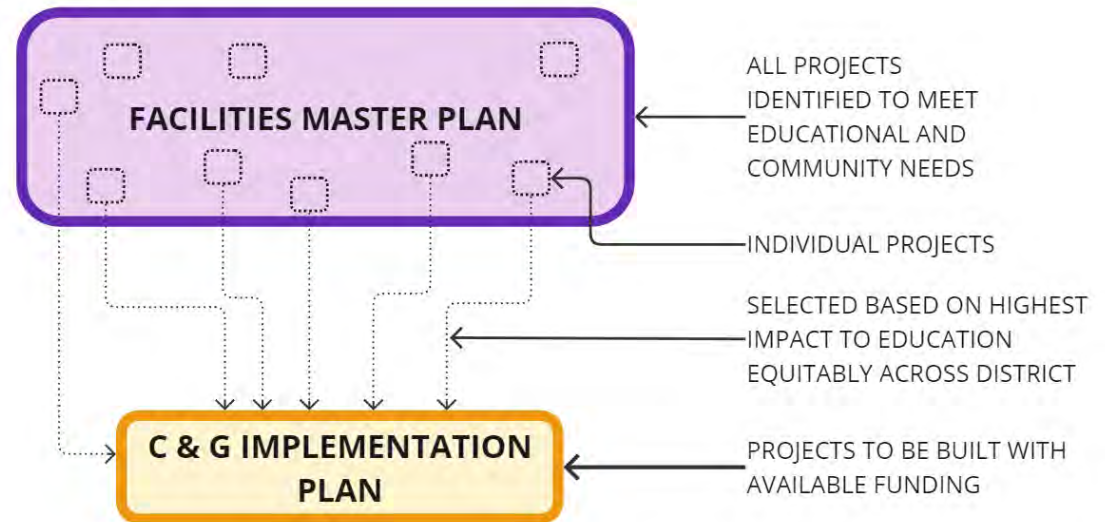 FACILITIES MASTER PLAN
ALL PROJECTS
IDENTIFIED TO MEET
EDUCATIONAL AND
COMMUNITY NEEDS
INDIVIDUAL PROJECTS
SELECTED BASED ON HIGHEST
IMPACT TO EDUCATION
EQUITABLY ACROSS DISTRICT
C & G IMPLEMENTATION
PLAN
PROJECTS TO BE BUILT WITH
AVAILABLE FUNDING